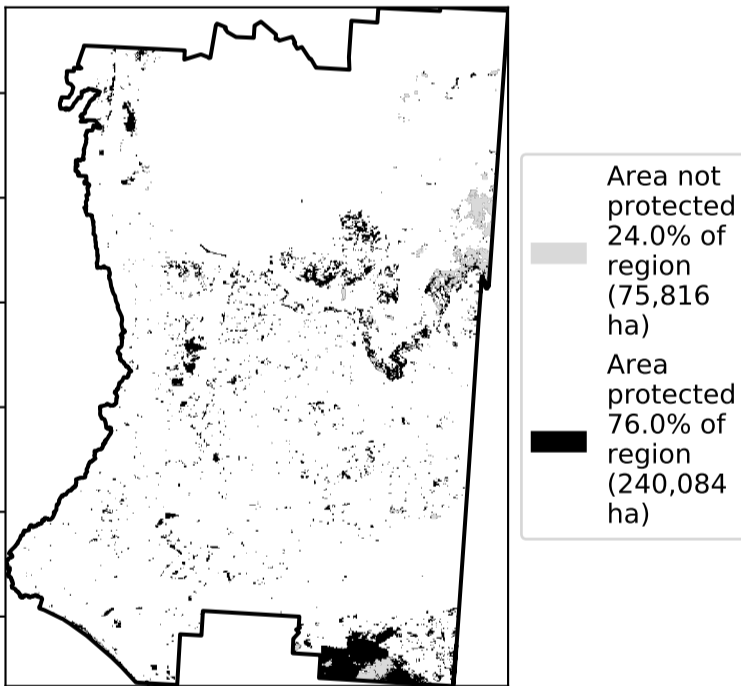 Area not
protected
24.0% of
region
(75,816
ha)
Area
protected
76.0% of
region
(240,084
ha)